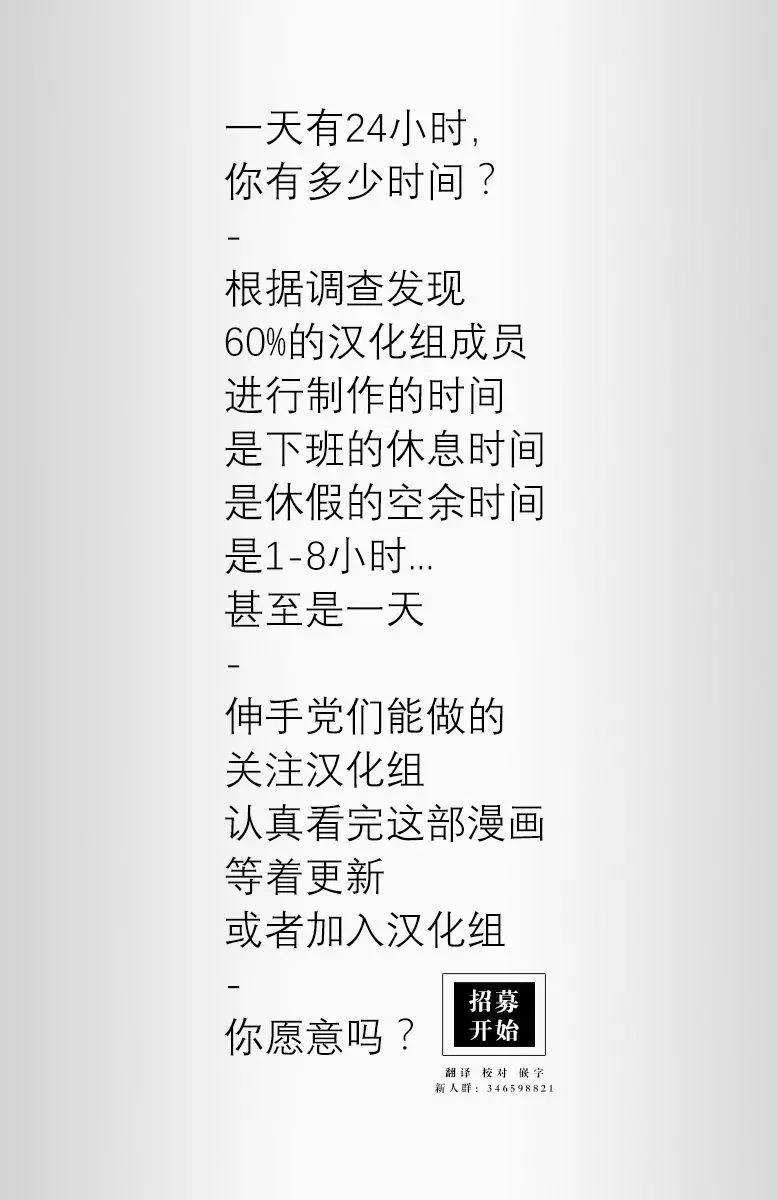 一天有24小时，
你有多少时间？
-
根据调查发现
60%的汉化组成员
进行制作的时间
是下班的休息时间
是休假的空余时间
是1-8小时...
甚至是一天
-
伸手党们能做的
关注汉化组
认真看完这部漫画
等着更新
或者加入汉化组
-
你愿意吗？
招募
开始
翻译 校对 嵌字
新人群：346598821